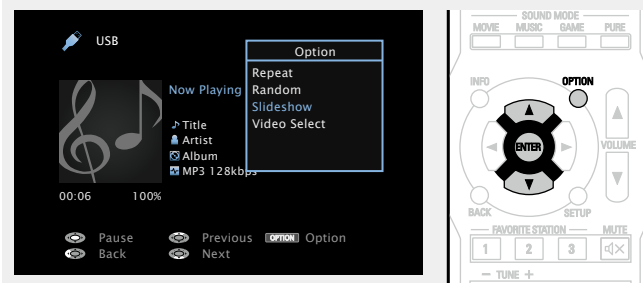 USB
Option
Repeat
Random
Slideshow
Video Select
Now Playing
Title
Artist
Album
MP3 128kbps
00:06 100%
Pause Previous OPTION Option
Back Next
SOUND MODE
MOVIE MUSIC GAME PURE
INFO OPTION
ENTER
VOLUME
BACK SETUP
FAVORITE STATION MUTE
1 2 3
− TUNE +